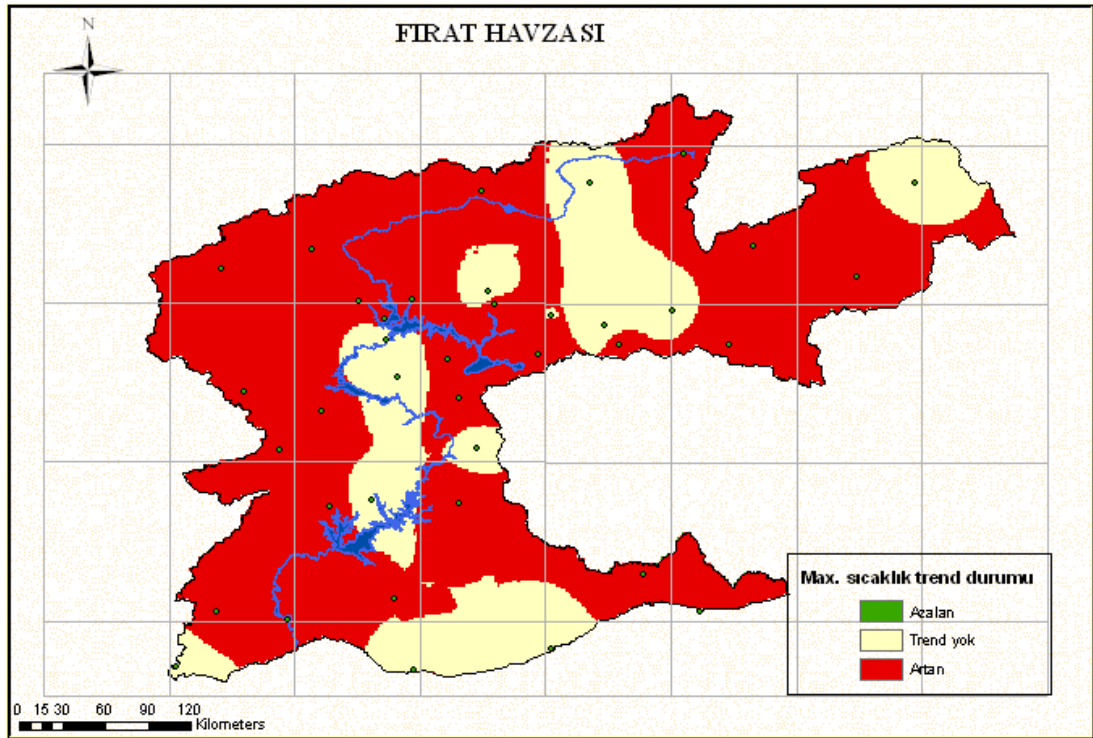 FIRAT HAVZASI
N
Max. sıcaklık trend durumu
Azalan
Trend yok
Artan
0 15 30 60 90 120
Kilometers